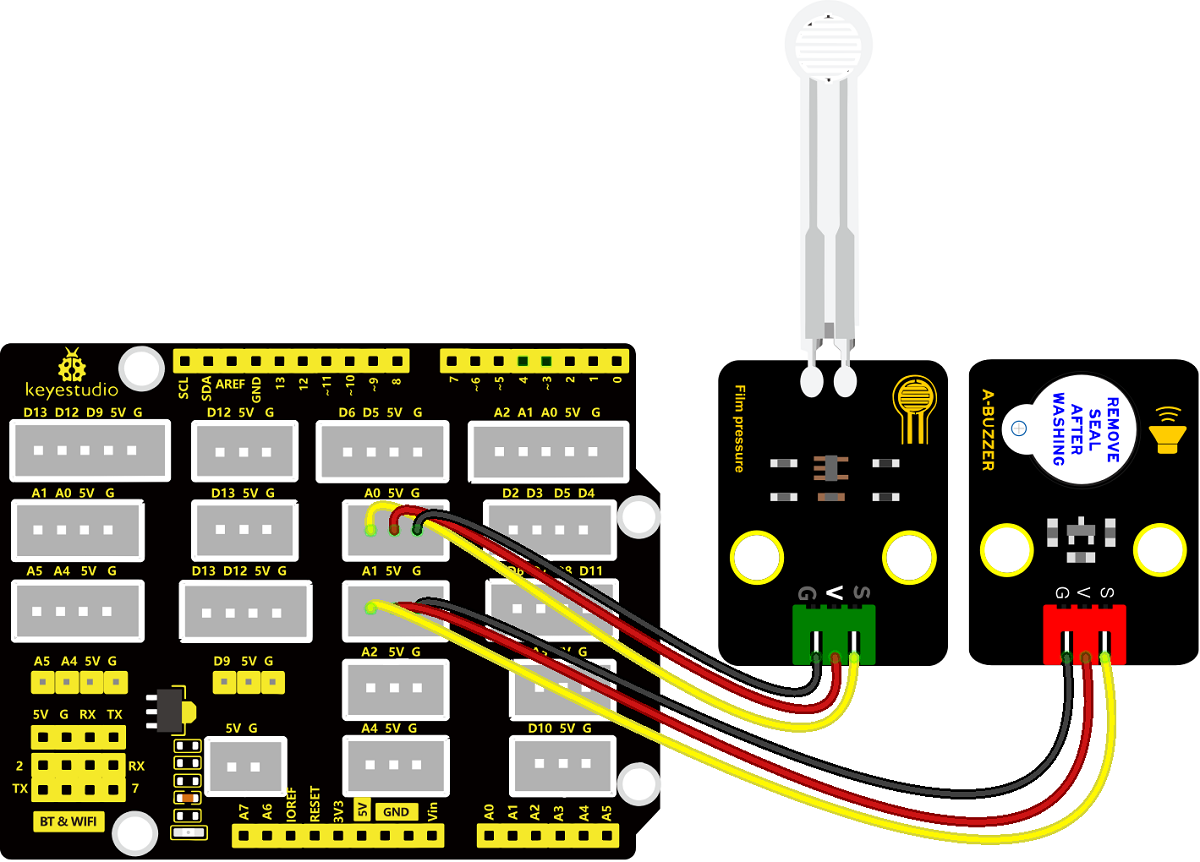 keyestudio
SCL
SDA
AREF
GND
13
12
~11
~10
~9
8
7
~6
~5
4
~3
2
1
0
D13 D12 D9 5V G
D12 5V G
D6 D5 5V G
A2 A1 A0 5V G
A1 A0 5V G
D13 5V G
A0 5V G
D2 D3 D5 D4
A5 A4 5V G
D13 D12 5V G
A1 5V G
D11
A5 A4 5V G
D9 5V G
A2 5V G
5V G RX TX
5V G
A4 5V G
D10 5V G
2
RX
TX
7
BT & WIFI
A7
A6
IOREF
RESET
3V3
5V
GND
Vin
A0
A1
A2
A3
A4
A5
Film pressure
G V S
A-BUZZER
REMOVE
SEAL
AFTER
WASHING
G V S